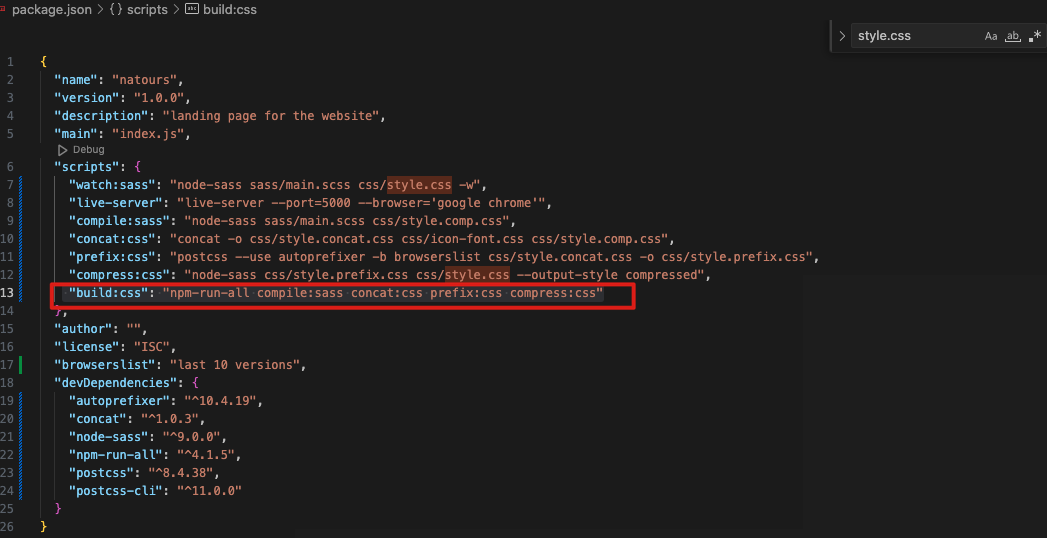 package.json > {} scripts > abc build:css
> style.css Aa ab .*
1 {
2 "name": "natours",
3 "version": "1.0.0",
4 "description": "landing page for the website",
5 "main": "index.js",
Debug
6 "scripts": {
7 "watch:sass": "node-sass sass/main.scss css/style.css -w",
8 "live-server": "live-server --port=5000 --browser='google chrome'",
9 "compile:sass": "node-sass sass/main.scss css/style.comp.css",
10 "concat:css": "concat -o css/style.concat.css css/icon-font.css css/style.comp.css",
11 "prefix:css": "postcss --use autoprefixer -b browserslist css/style.concat.css -o css/style.prefix.css",
12 "compress:css": "node-sass css/style.prefix.css css/style.css --output-style compressed",
13 "build:css": "npm-run-all compile:sass concat:css prefix:css compress:css"
14 },
15 "author": "",
16 "license": "ISC",
17 "browserslist": "last 10 versions",
18 "devDependencies": {
19 "autoprefixer": "^10.4.19",
20 "concat": "^1.0.3",
21 "node-sass": "^9.0.0",
22 "npm-run-all": "^4.1.5",
23 "postcss": "^8.4.38",
24 "postcss-cli": "^11.0.0"
25 }
26 }